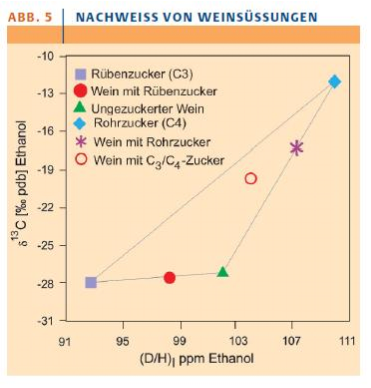 ABB. 5 NACHWEISS VON WEINSÜSSUNGEN
-10
-13
-16
-19
-22
-25
-28
-31
δ¹³C [‰ pdb] Ethanol
Rübenzucker (C3)
Wein mit Rübenzucker
Ungezuckerter Wein
Rohrzucker (C4)
Wein mit Rohrzucker
Wein mit C₃/C₄-Zucker
91 95 99 103 107 111
(D/H)I ppm Ethanol